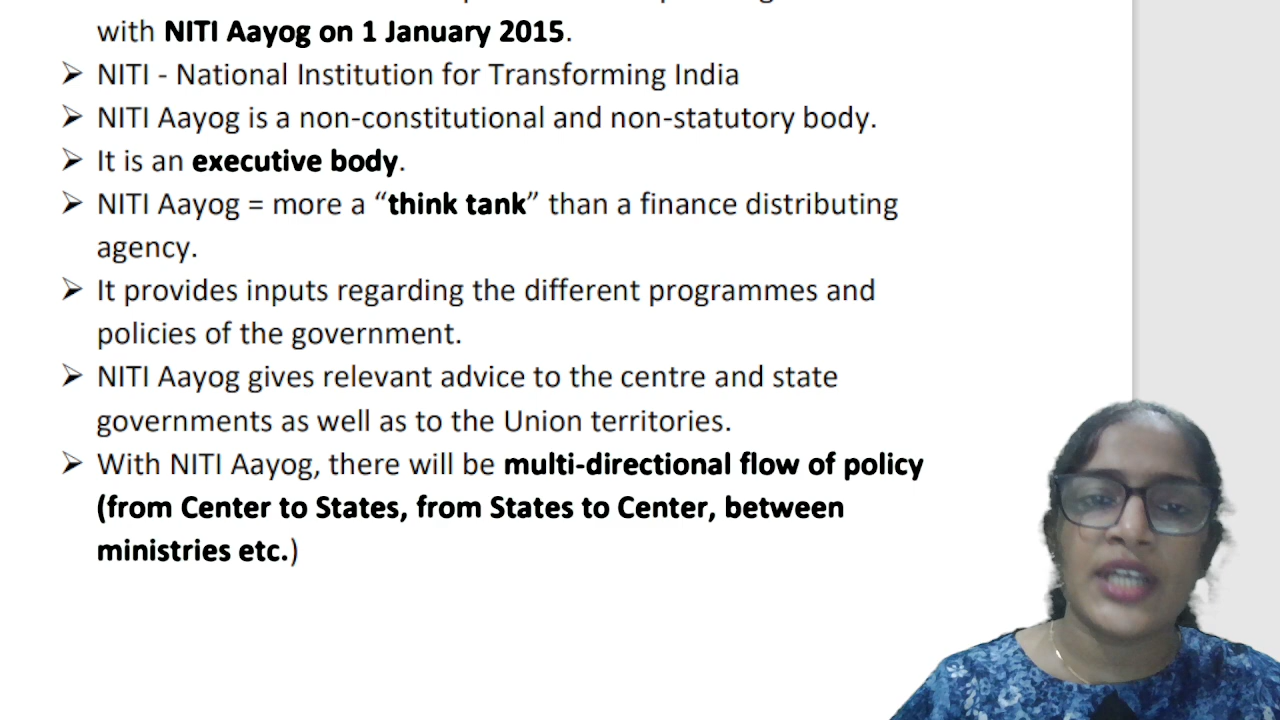 with NITI Aayog on 1 January 2015.
➢ NITI - National Institution for Transforming India
➢ NITI Aayog is a non-constitutional and non-statutory body.
➢ It is an executive body.
➢ NITI Aayog = more a “think tank” than a finance distributing
agency.
➢ It provides inputs regarding the different programmes and
policies of the government.
➢ NITI Aayog gives relevant advice to the centre and state
governments as well as to the Union territories.
➢ With NITI Aayog, there will be multi-directional flow of policy
(from Center to States, from States to Center, between
ministries etc.)